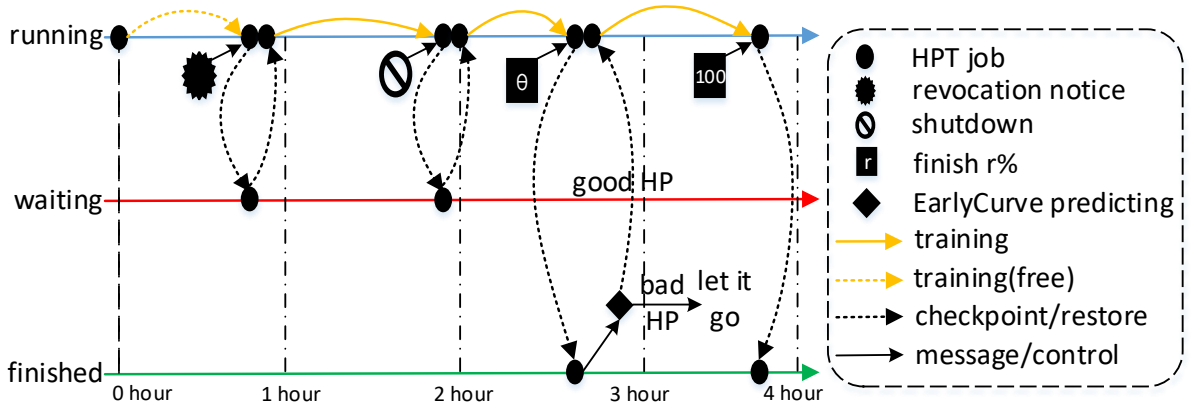 running
waiting
finished
θ
100
good HP
bad
HP
let it
go
0 hour
1 hour
2 hour
3 hour
4 hour
HPT job
revocation notice
shutdown
r
finish r%
EarlyCurve predicting
training
training(free)
checkpoint/restore
message/control